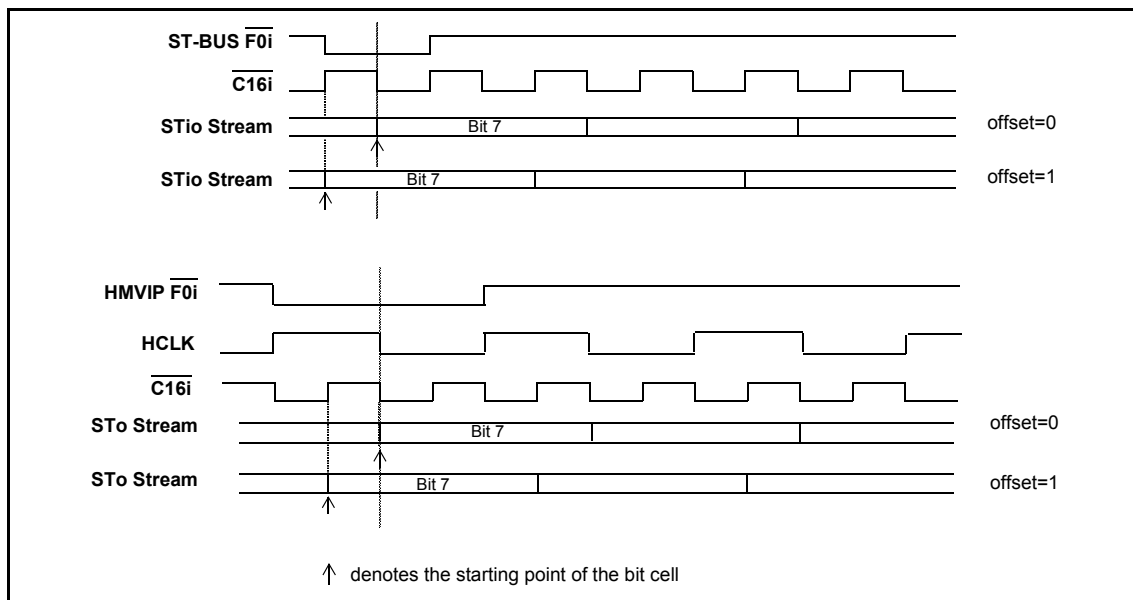 ST-BUS F0i
C16i
STio Stream Bit 7 offset=0
STio Stream Bit 7 offset=1
HMVIP F0i
HCLK
C16i
STo Stream Bit 7 offset=0
STo Stream Bit 7 offset=1
denotes the starting point of the bit cell